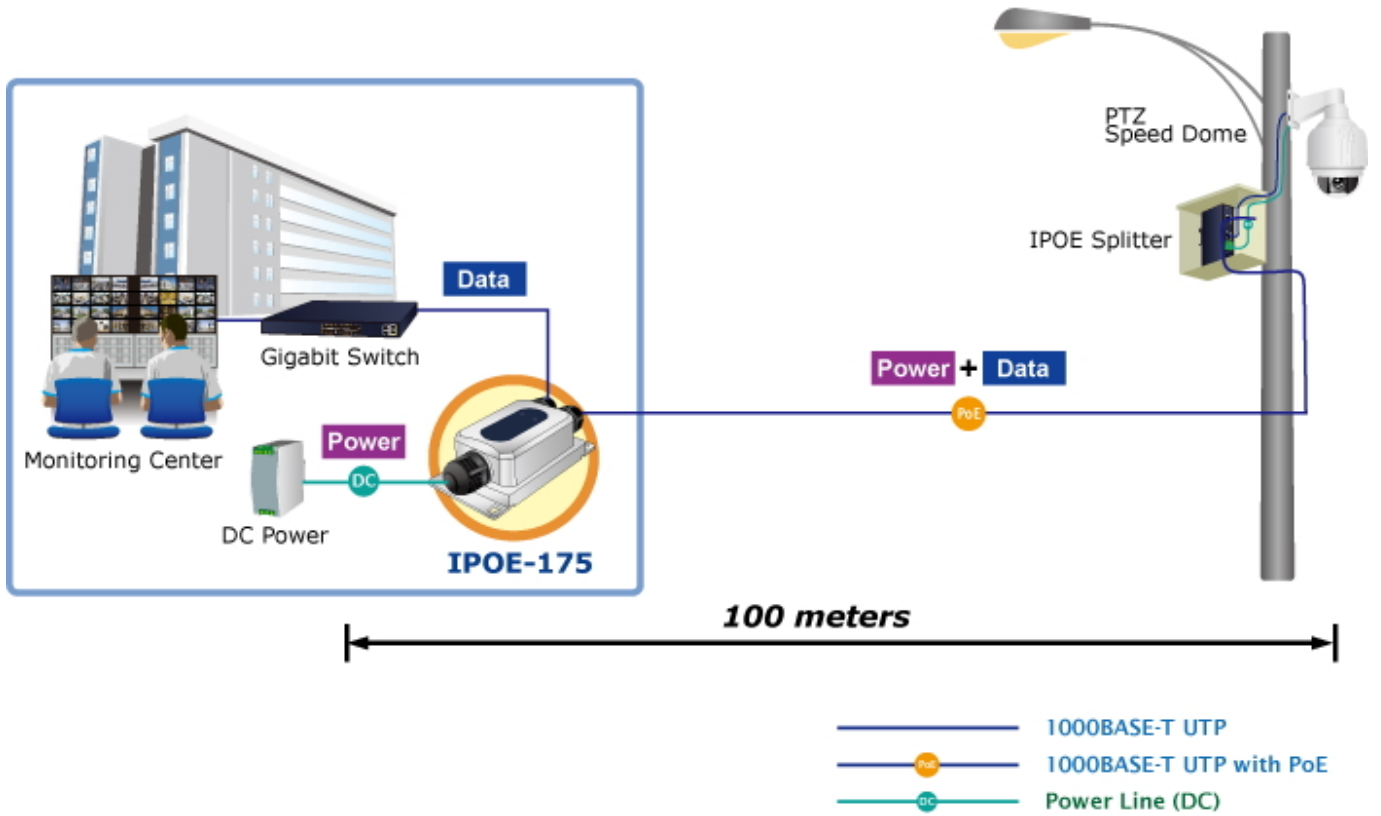 PTZ
Speed Dome
IPOE Splitter
Data
Gigabit Switch
Power + Data
PoE
Monitoring Center
Power
DC
DC Power
IPOE-175
100 meters
1000BASE-T UTP
PoE
1000BASE-T UTP with PoE
DC
Power Line (DC)